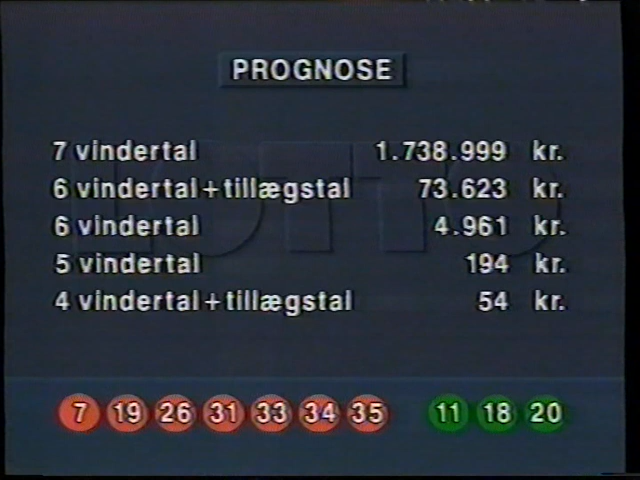 PROGNOSE
LOTTO
7 vindertal 1.738.999 kr.
6 vindertal+tillægstal 73.623 kr.
6 vindertal 4.961 kr.
5 vindertal 194 kr.
4 vindertal+tillægstal 54 kr.
7 19 26 31 33 34 35 11 18 20